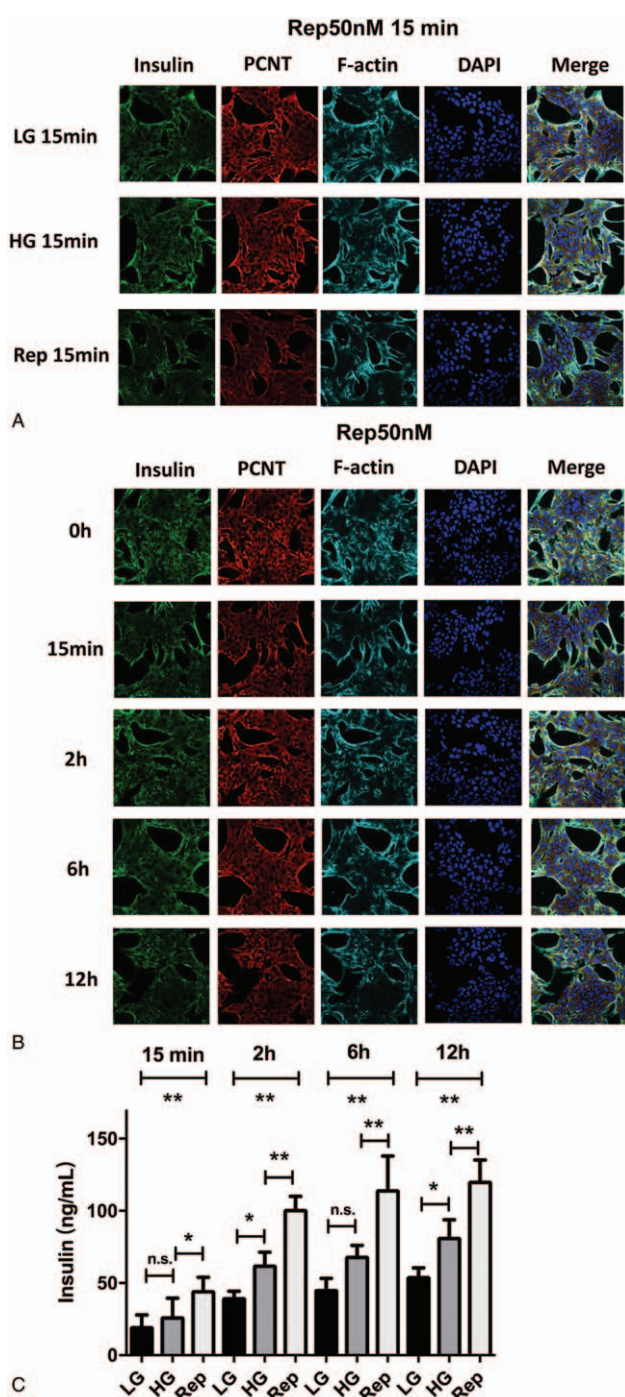 Rep50nM 15 min
Insulin PCNT F-actin DAPI Merge
LG 15min
HG 15min
Rep 15min
A
Rep50nM
Insulin PCNT F-actin DAPI Merge
0h
15min
2h
6h
12h
B
15 min 2h 6h 12h
** ** ** **
** **
**
* *
n.s.
n.s. *
Insulin (ng/mL)
150
100
50
0
LG HG Rep LG HG Rep LG HG Rep LG HG Rep
C